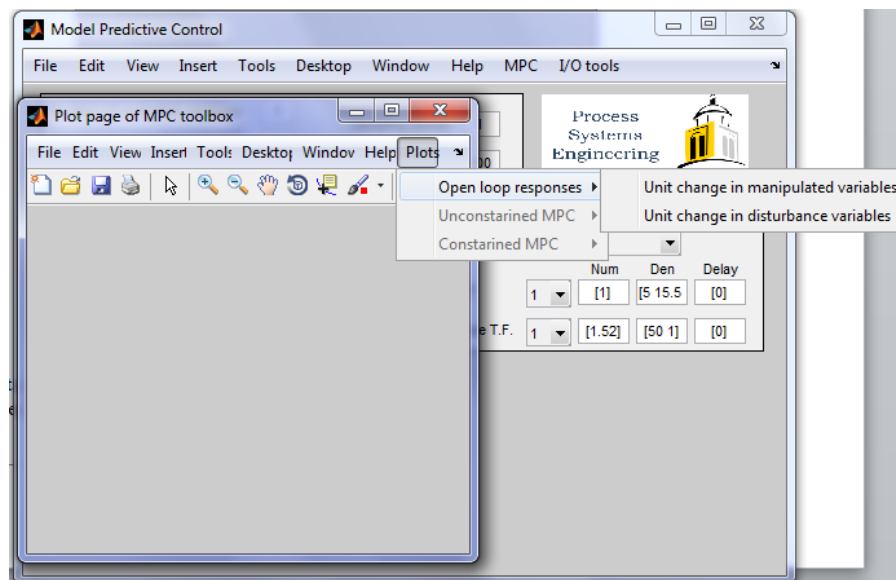 Model Predictive Control
File Edit View Insert Tools Desktop Window Help MPC I/O tools
Process
Systems
Engineering
Plot page of MPC toolbox
File Edit View Insert Tools Desktop Window Help Plots
00
Open loop responses
Unit change in manipulated variables
Unconstarined MPC
Unit change in disturbance variables
Constarined MPC
Num Den Delay
1 [1] [5 15.5 [0]
e T.F. 1 [1.52] [50 1] [0]